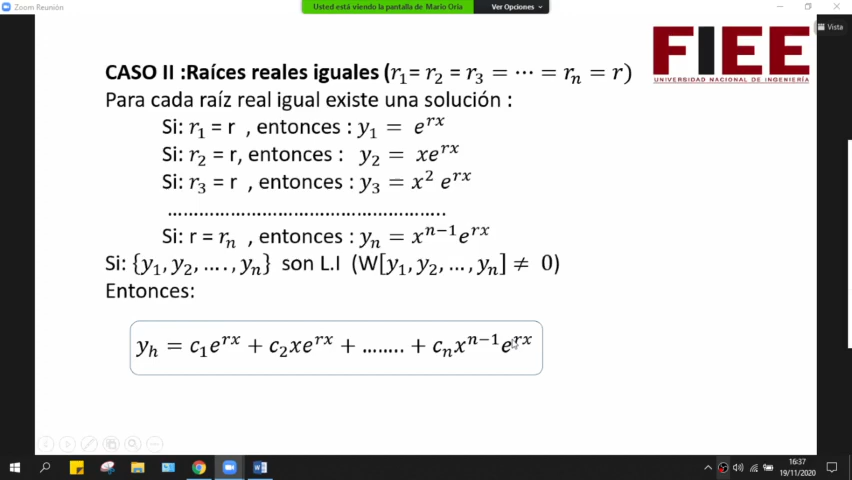 Zoom Reunión
Usted está viendo la pantalla de Mario Oria
Ver Opciones
Vista
FIEE
UNIVERSIDAD NACIONAL DE INGENIERÍA
CASO II :Raíces reales iguales (r₁= r₂ = r₃ = ⋯ = rₙ = r)
Para cada raíz real igual existe una solución :
Si: r₁ = r , entonces : y₁ = e^{rx}
Si: r₂ = r, entonces : y₂ = xe^{rx}
Si: r₃ = r , entonces : y₃ = x² e^{rx}
.......................................................
Si: r = rₙ , entonces : yₙ = x^{n−1}e^{rx}
Si: {y₁, y₂, …., yₙ} son L.I (W[y₁, y₂, …, yₙ] ≠ 0)
Entonces:
yₕ = c₁e^{rx} + c₂xe^{rx} + …….. + cₙx^{n−1}e^{rx}
16:37
19/11/2020